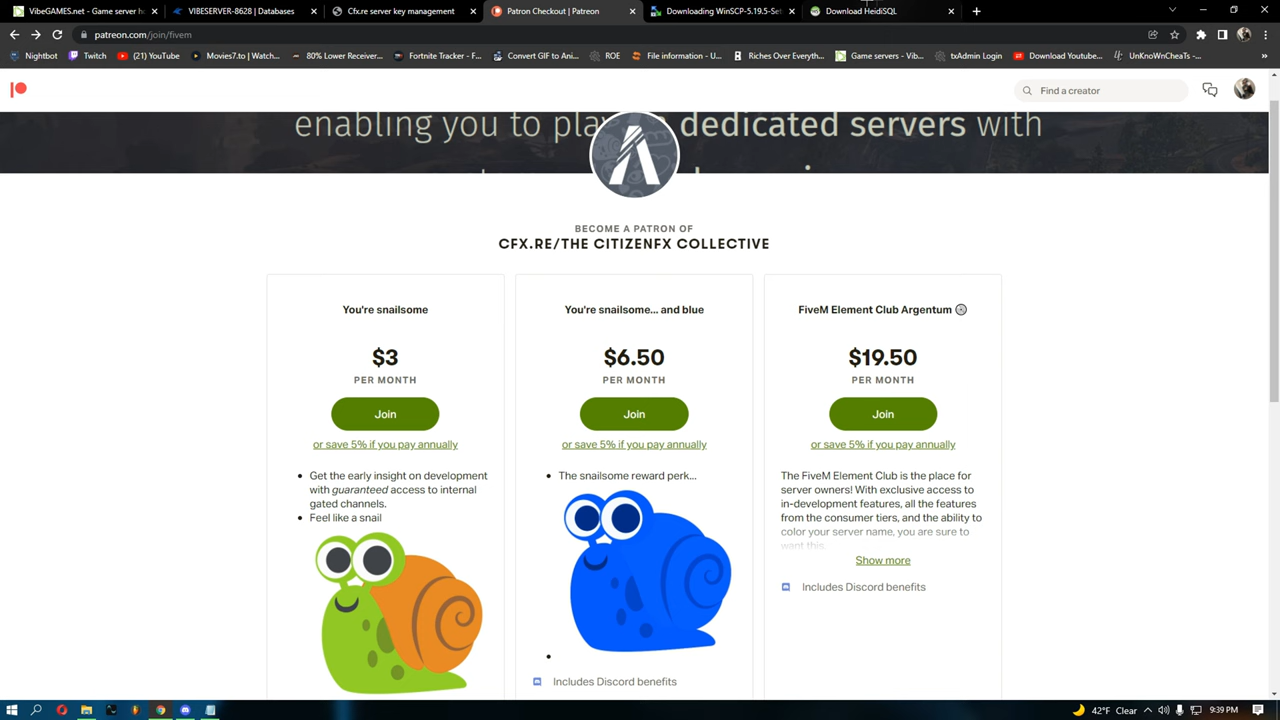 VibeGAMES.net - Game server ho
VIBESERVER-8628 | Databases
Cfx.re server key management
Patron Checkout | Patreon
Downloading WinSCP-5.19.5-Set
Download HeidiSQL
patreon.com/join/fivem
Nightbot
Twitch
(21) YouTube
Movies7.to | Watch...
80% Lower Receiver...
Fortnite Tracker - F...
Convert GIF to Ani...
ROE
File information - U...
Riches Over Everythi...
Game servers - Vib...
txAdmin Login
Download Youtube...
UnKnoWnCheaTs -...
»
Find a creator
enabling you to play
dedicated servers with
BECOME A PATRON OF
CFX.RE/THE CITIZENFX COLLECTIVE
You're snailsome
$3
PER MONTH
Join
or save 5% if you pay annually
• Get the early insight on development
with guaranteed access to internal
gated channels.
• Feel like a snail
You're snailsome... and blue
$6.50
PER MONTH
Join
or save 5% if you pay annually
• The snailsome reward perk...
•
Includes Discord benefits
FiveM Element Club Argentum
$19.50
PER MONTH
Join
or save 5% if you pay annually
The FiveM Element Club is the place for
server owners! With exclusive access to
in-development features, all the features
from the consumer tiers, and the ability to
color your server name, you are sure to
want this.
Show more
Includes Discord benefits
42°F Clear
9:39 PM